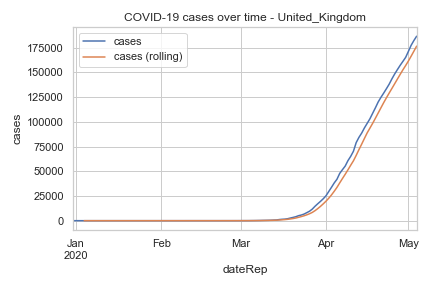 COVID-19 cases over time - United_Kingdom
cases
cases (rolling)
175000
150000
125000
100000
75000
50000
25000
0
cases
Jan
2020
Feb
Mar
Apr
May
dateRep